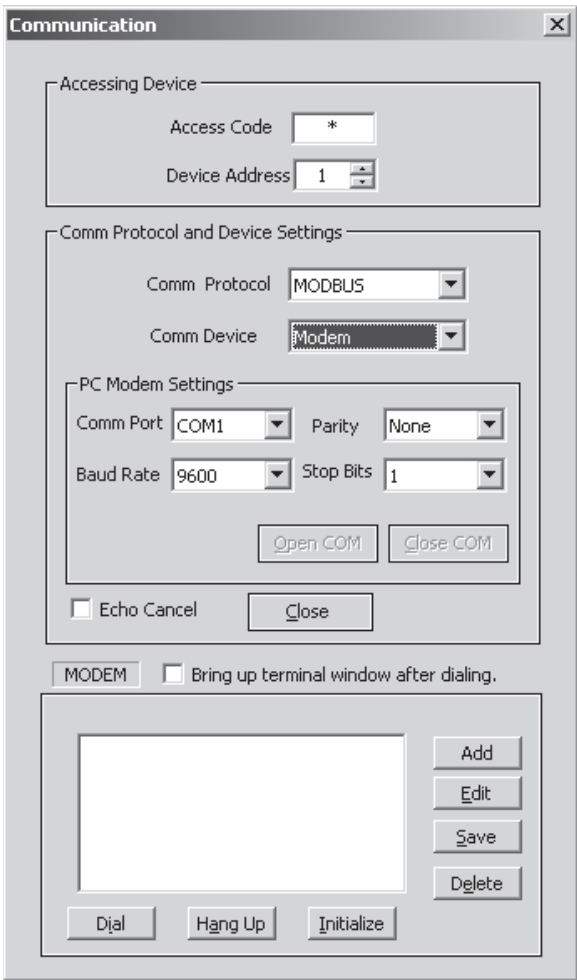 Communication
Accessing Device
Access Code *
Device Address 1
Comm Protocol and Device Settings
Comm Protocol MODBUS
Comm Device Modem
PC Modem Settings
Comm Port COM1 Parity None
Baud Rate 9600 Stop Bits 1
Open COM Close COM
Echo Cancel Close
MODEM Bring up terminal window after dialing.
Add
Edit
Save
Delete
Dial Hang Up Initialize